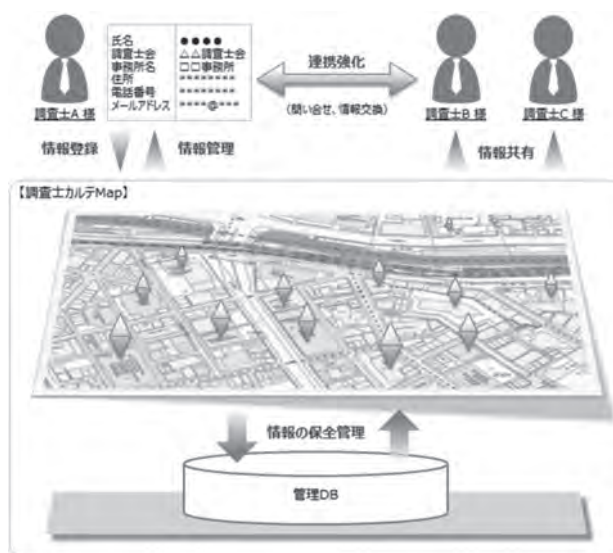 氏名 ●●●●
調査士会 △△調査士会
事務所名 □□事務所
住所 ********
電話番号 ********
メールアドレス ****@***
調査士A 様
連携強化
(問い合せ、情報交換)
調査士B 様
調査士C 様
情報登録
情報管理
情報共有
【調査士カルテMap】
情報の保全管理
管理DB